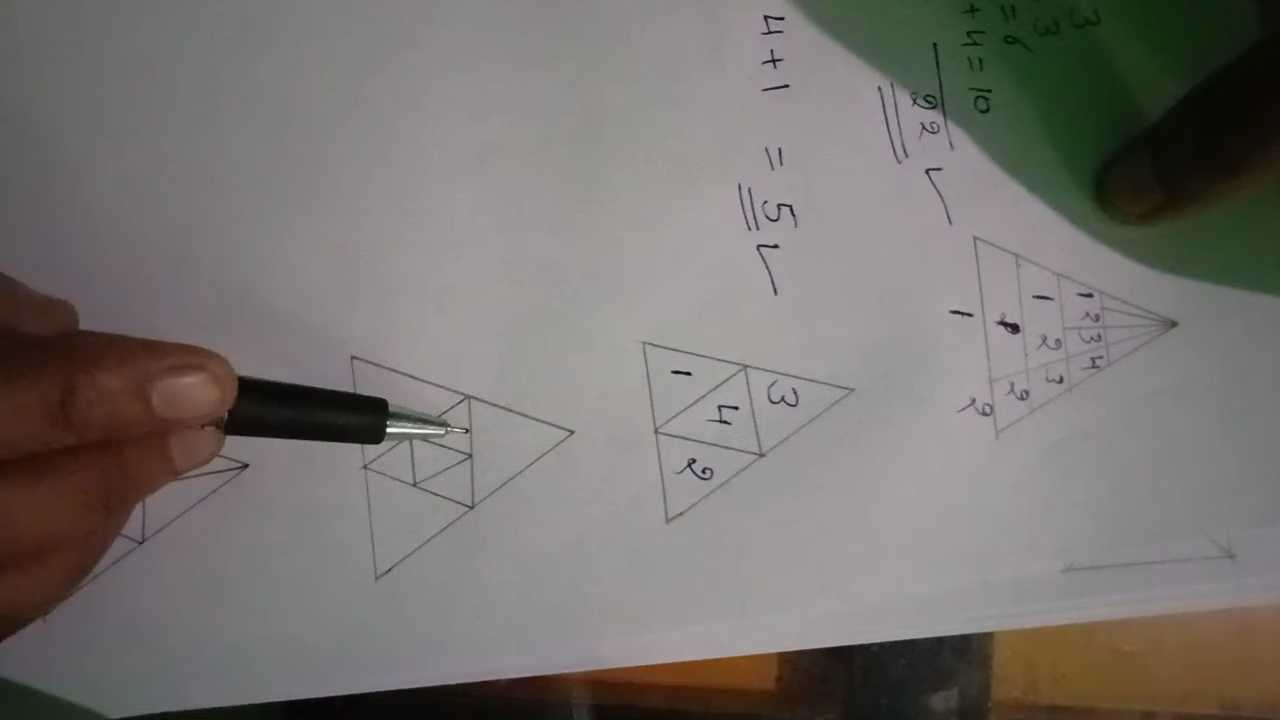 3
3
= 6
+ 4 = 10
22 ✓
1 2 3 4
1 2 3
1 2
1 2
4 + 1 = 5 ✓
3
4
1 2